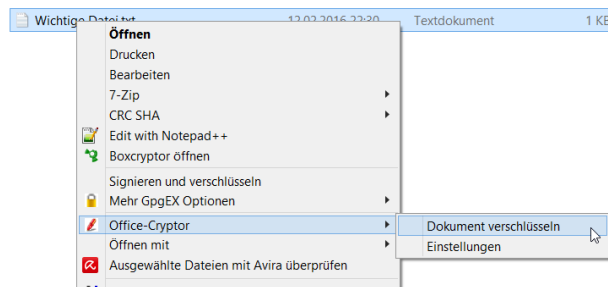 Wichtige Datei.txt 12.02.2016 22:30 Textdokument 1 KB
Öffnen
Drucken
Bearbeiten
7-Zip
CRC SHA
Edit with Notepad++
Boxcryptor öffnen
Signieren und verschlüsseln
Mehr GpgEX Optionen
Office-Cryptor
Dokument verschlüsseln
Öffnen mit
Einstellungen
Ausgewählte Dateien mit Avira überprüfen